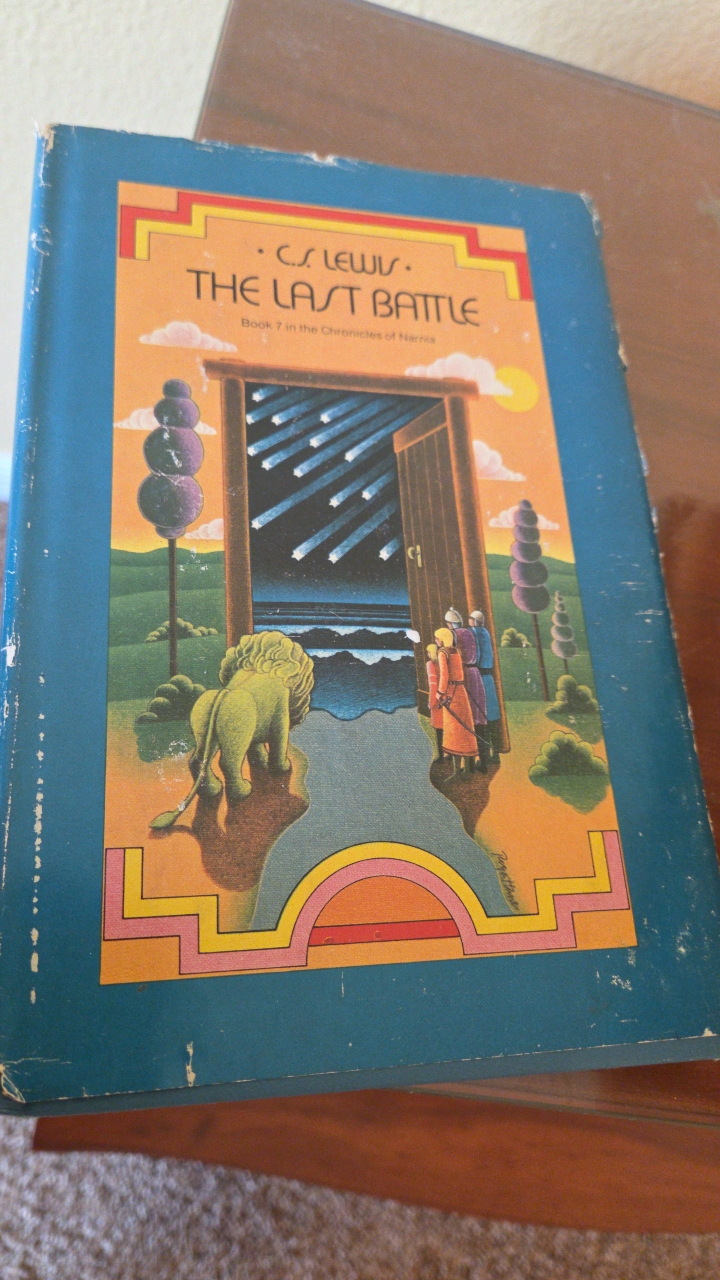 • C.S. LEWIS •
THE LAST BATTLE
Book 7 in the Chronicles of Narnia